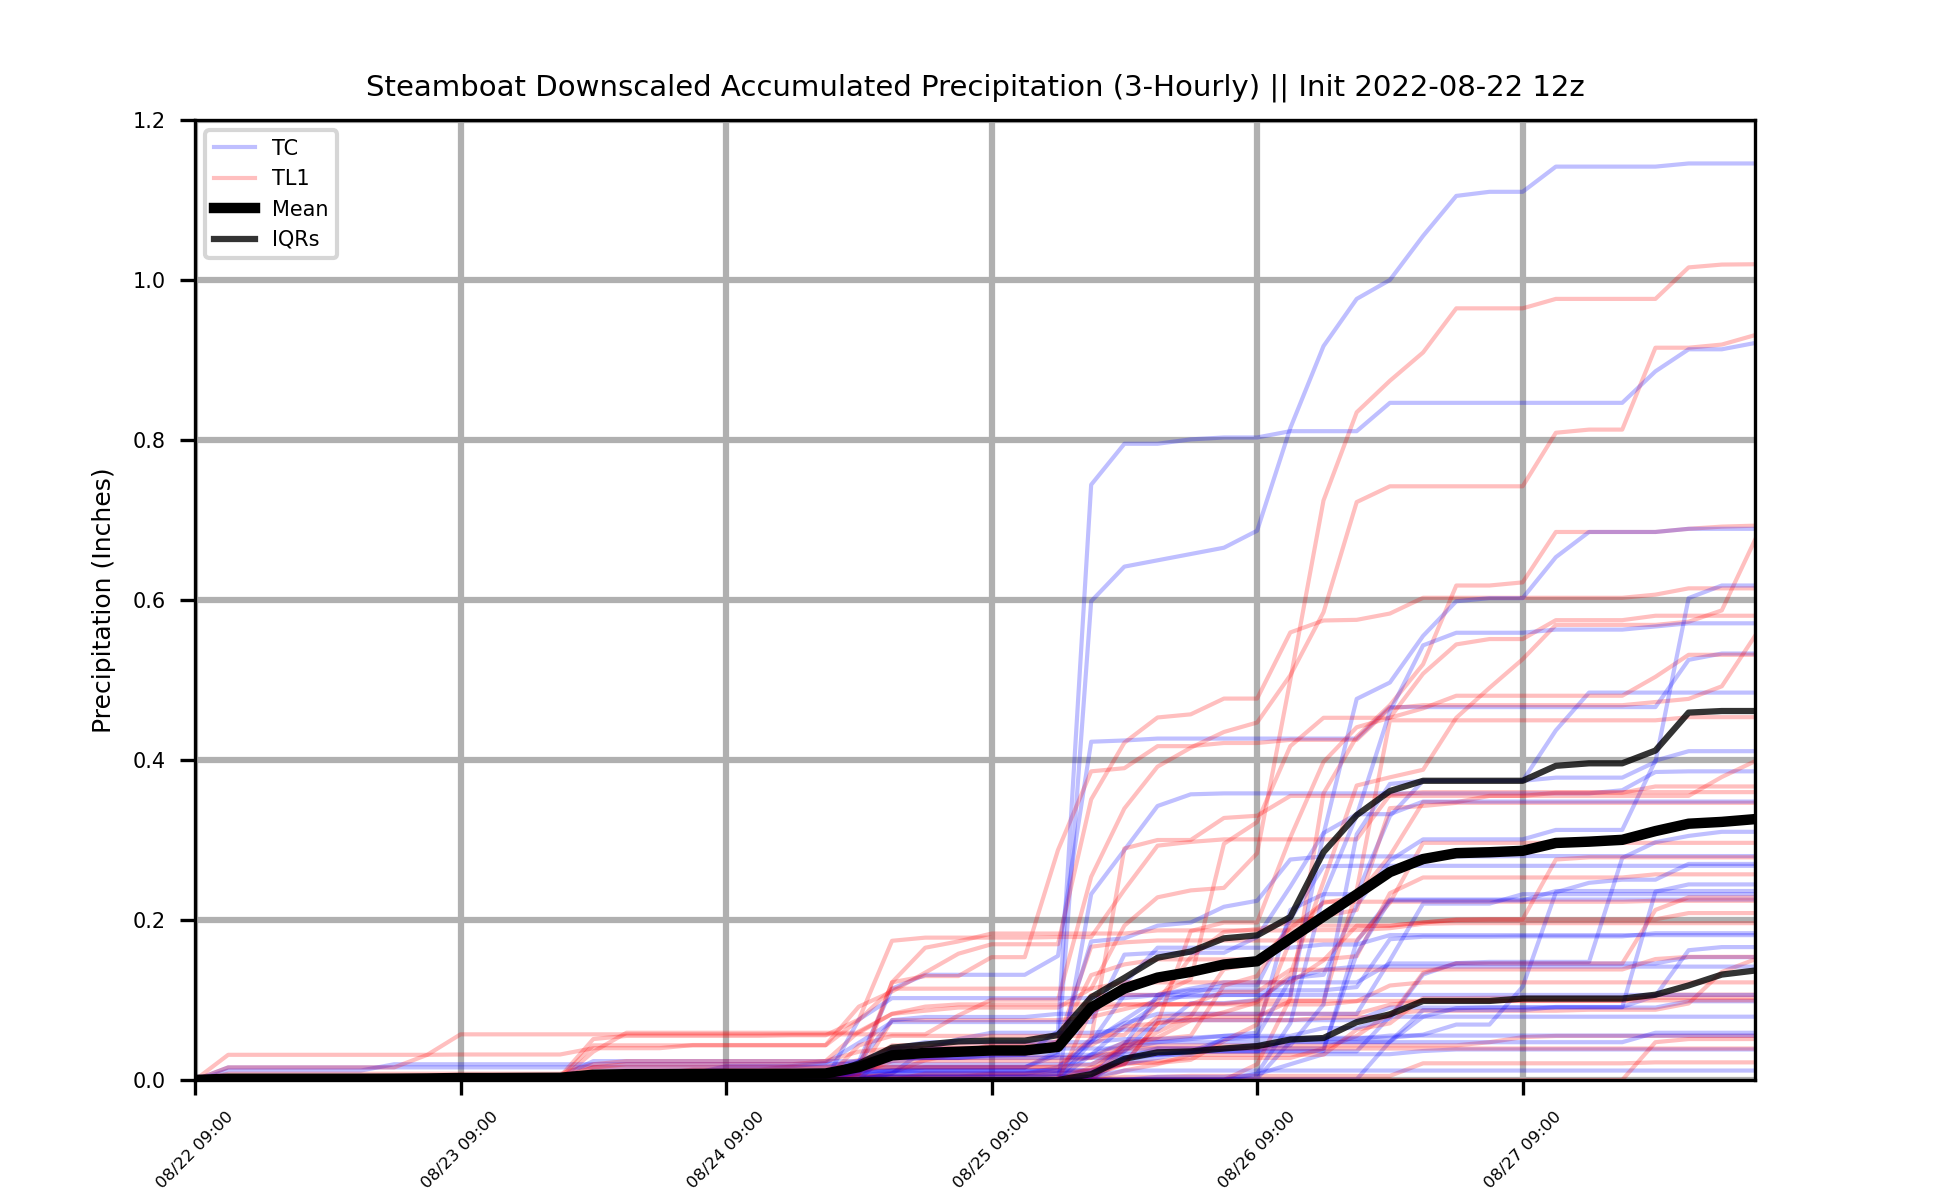 Steamboat Downscaled Accumulated Precipitation (3-Hourly) || Init 2022-08-22 12z
Precipitation (Inches)
1.2
1.0
0.8
0.6
0.4
0.2
0.0
TC
TL1
Mean
IQRs
08/22 09:00
08/23 09:00
08/24 09:00
08/25 09:00
08/26 09:00
08/27 09:00